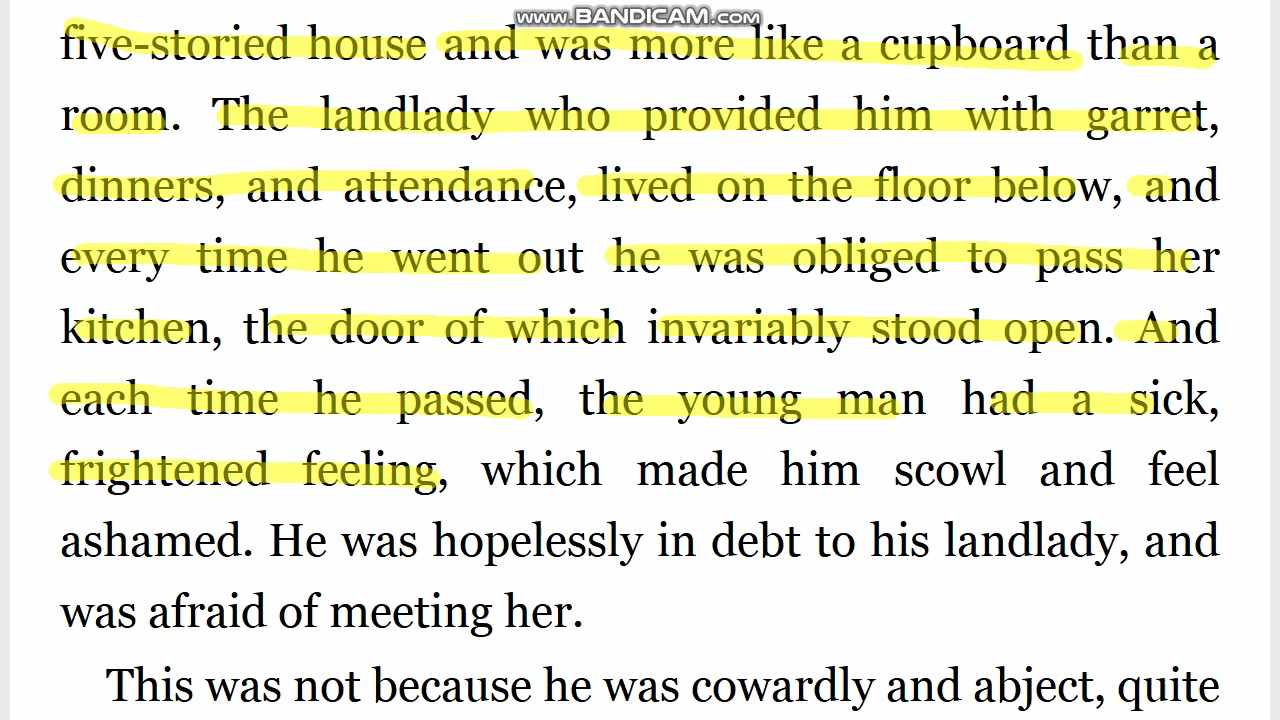 www.BANDICAM.com
five-storied house and was more like a cupboard than a
room. The landlady who provided him with garret,
dinners, and attendance, lived on the floor below, and
every time he went out he was obliged to pass her
kitchen, the door of which invariably stood open. And
each time he passed, the young man had a sick,
frightened feeling, which made him scowl and feel
ashamed. He was hopelessly in debt to his landlady, and
was afraid of meeting her.
This was not because he was cowardly and abject, quite